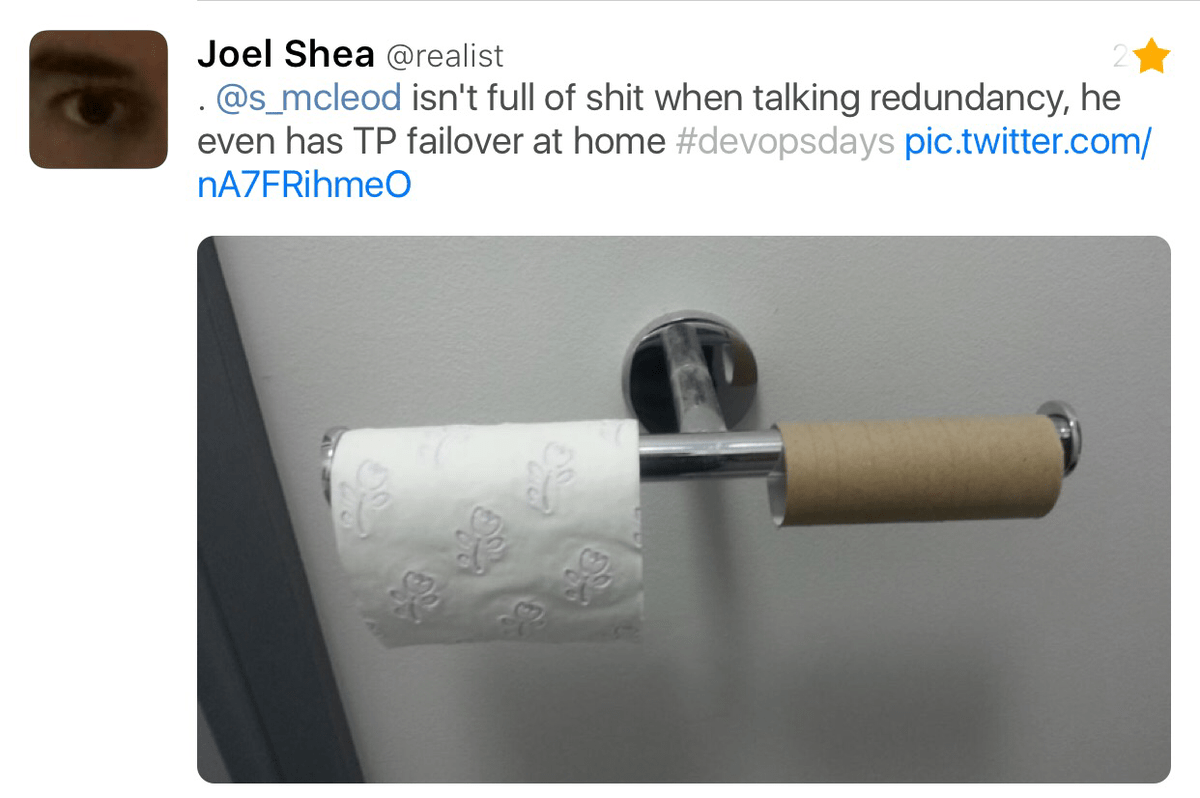 Joel Shea @realist 2
. @s_mcleod isn't full of shit when talking redundancy, he
even has TP failover at home #devopsdays pic.twitter.com/
nA7FRihmeO